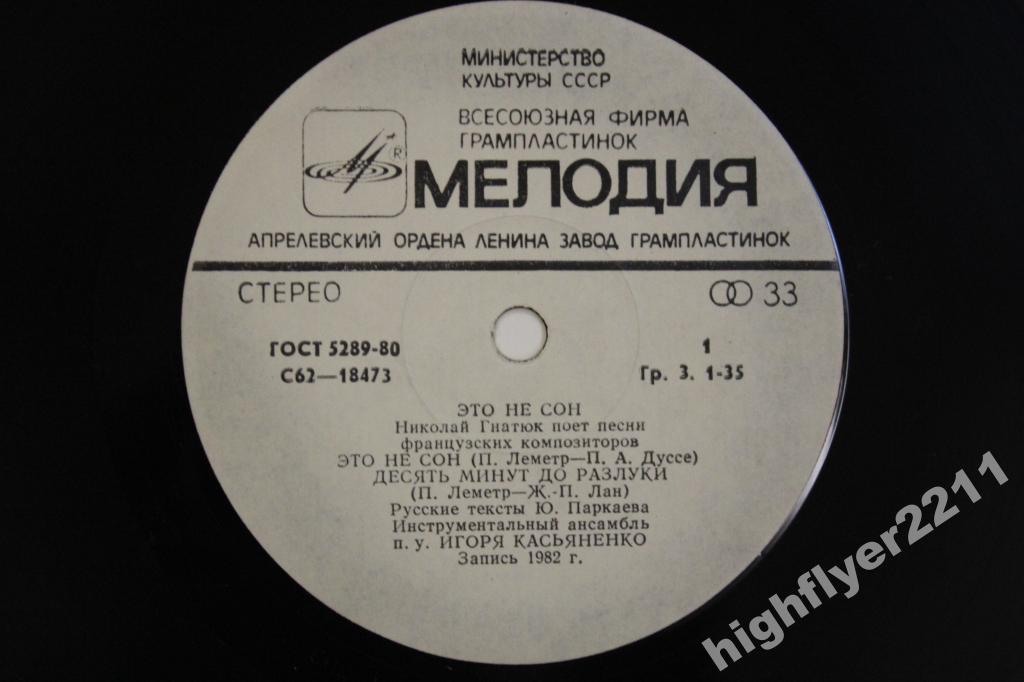 МИНИСТЕРСТВО
КУЛЬТУРЫ СССР
ВСЕСОЮЗНАЯ ФИРМА
ГРАМПЛАСТИНОК
®
МЕЛОДИЯ
АПРЕЛЕВСКИЙ ОРДЕНА ЛЕНИНА ЗАВОД ГРАМПЛАСТИНОК
СТЕРЕО
33
ГОСТ 5289-80
1
С62—18473
Гр. 3. 1-35
ЭТО НЕ СОН
Николай Гнатюк поет песни
французских композиторов
ЭТО НЕ СОН (П. Леметр—П. А. Дуссе)
ДЕСЯТЬ МИНУТ ДО РАЗЛУКИ
(П. Леметр—Ж.-П. Лан)
Русские тексты Ю. Паркаева
Инструментальный ансамбль
п. у. ИГОРЯ КАСЬЯНЕНКО
Запись 1982 г.
highflyer2211